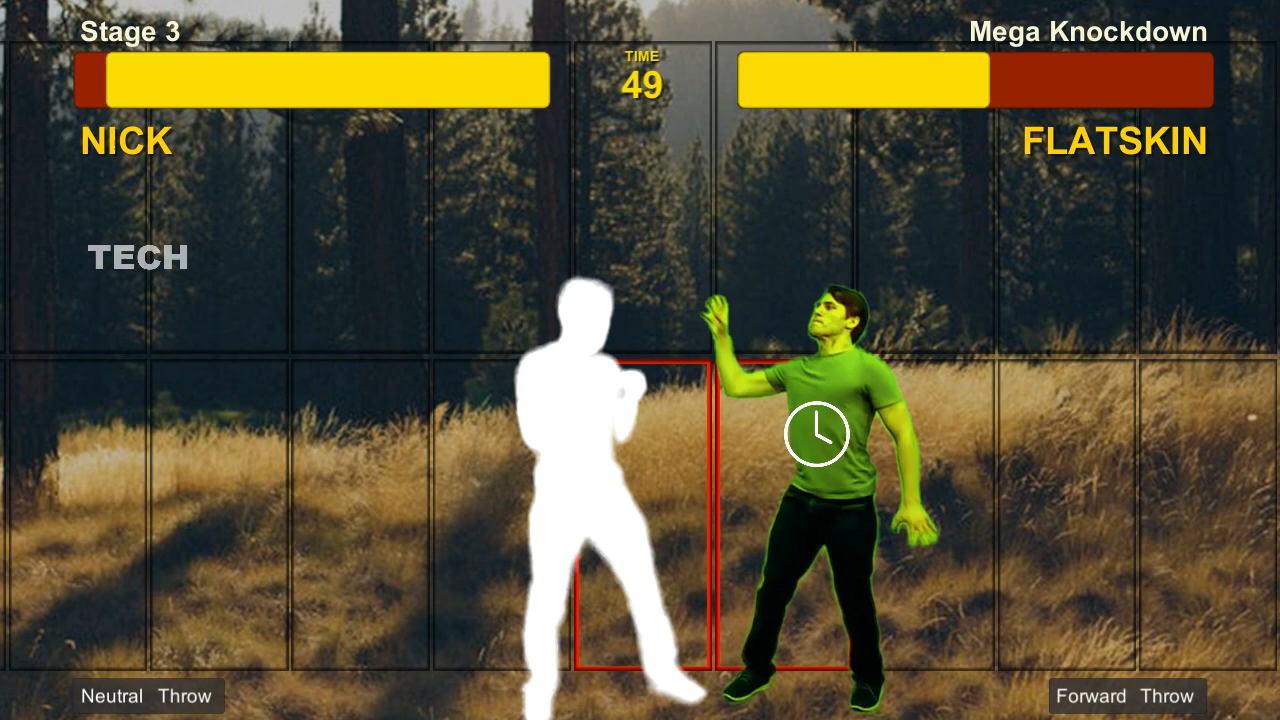 Stage 3
Mega Knockdown
TIME
49
NICK
FLATSKIN
TECH
Neutral Throw
Forward Throw